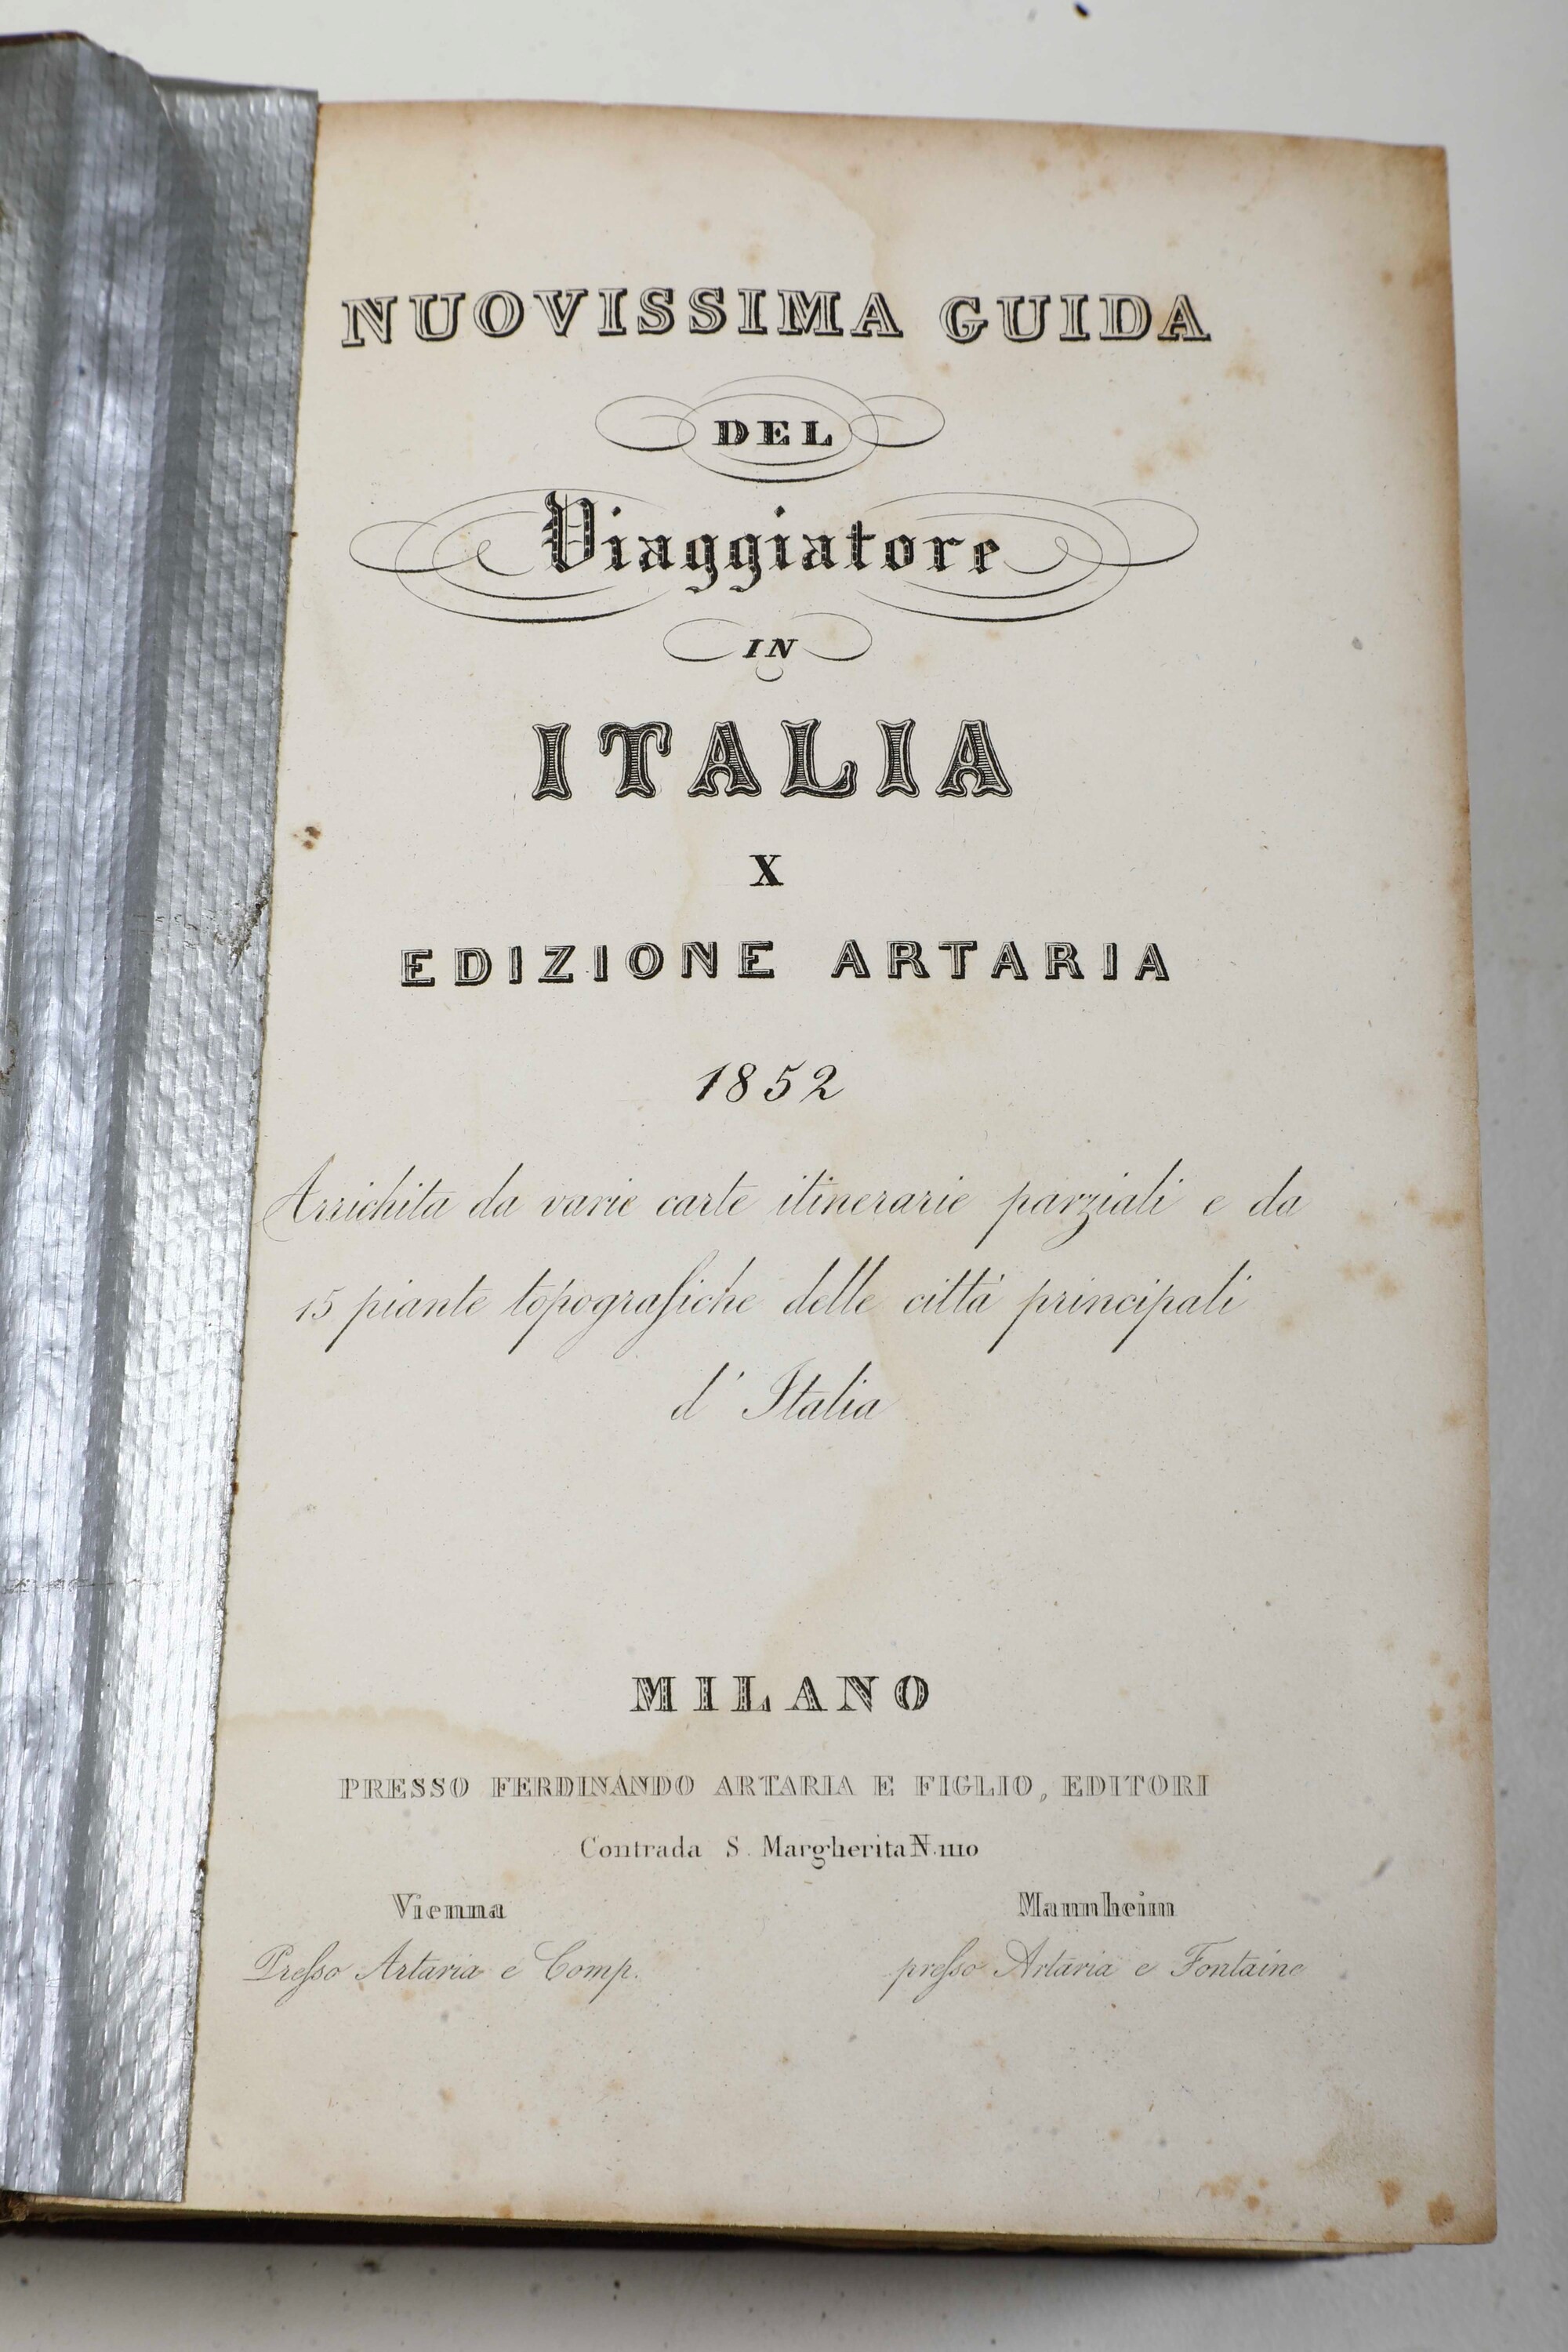 NUOVISSIMA GUIDA
DEL
Viaggiatore
IN
ITALIA
X
EDIZIONE ARTARIA
1852
Arrichita da varie carte itinerarie parziali e da
15 piante topografiche delle città principali
d' Italia
MILANO
PRESSO FERDINANDO ARTARIA E FIGLIO, EDITORI
Contrada S. Margherita N. 1110
Vienna
Presso Artaria e Comp.
Mannheim
presso Artaria e Fontaine